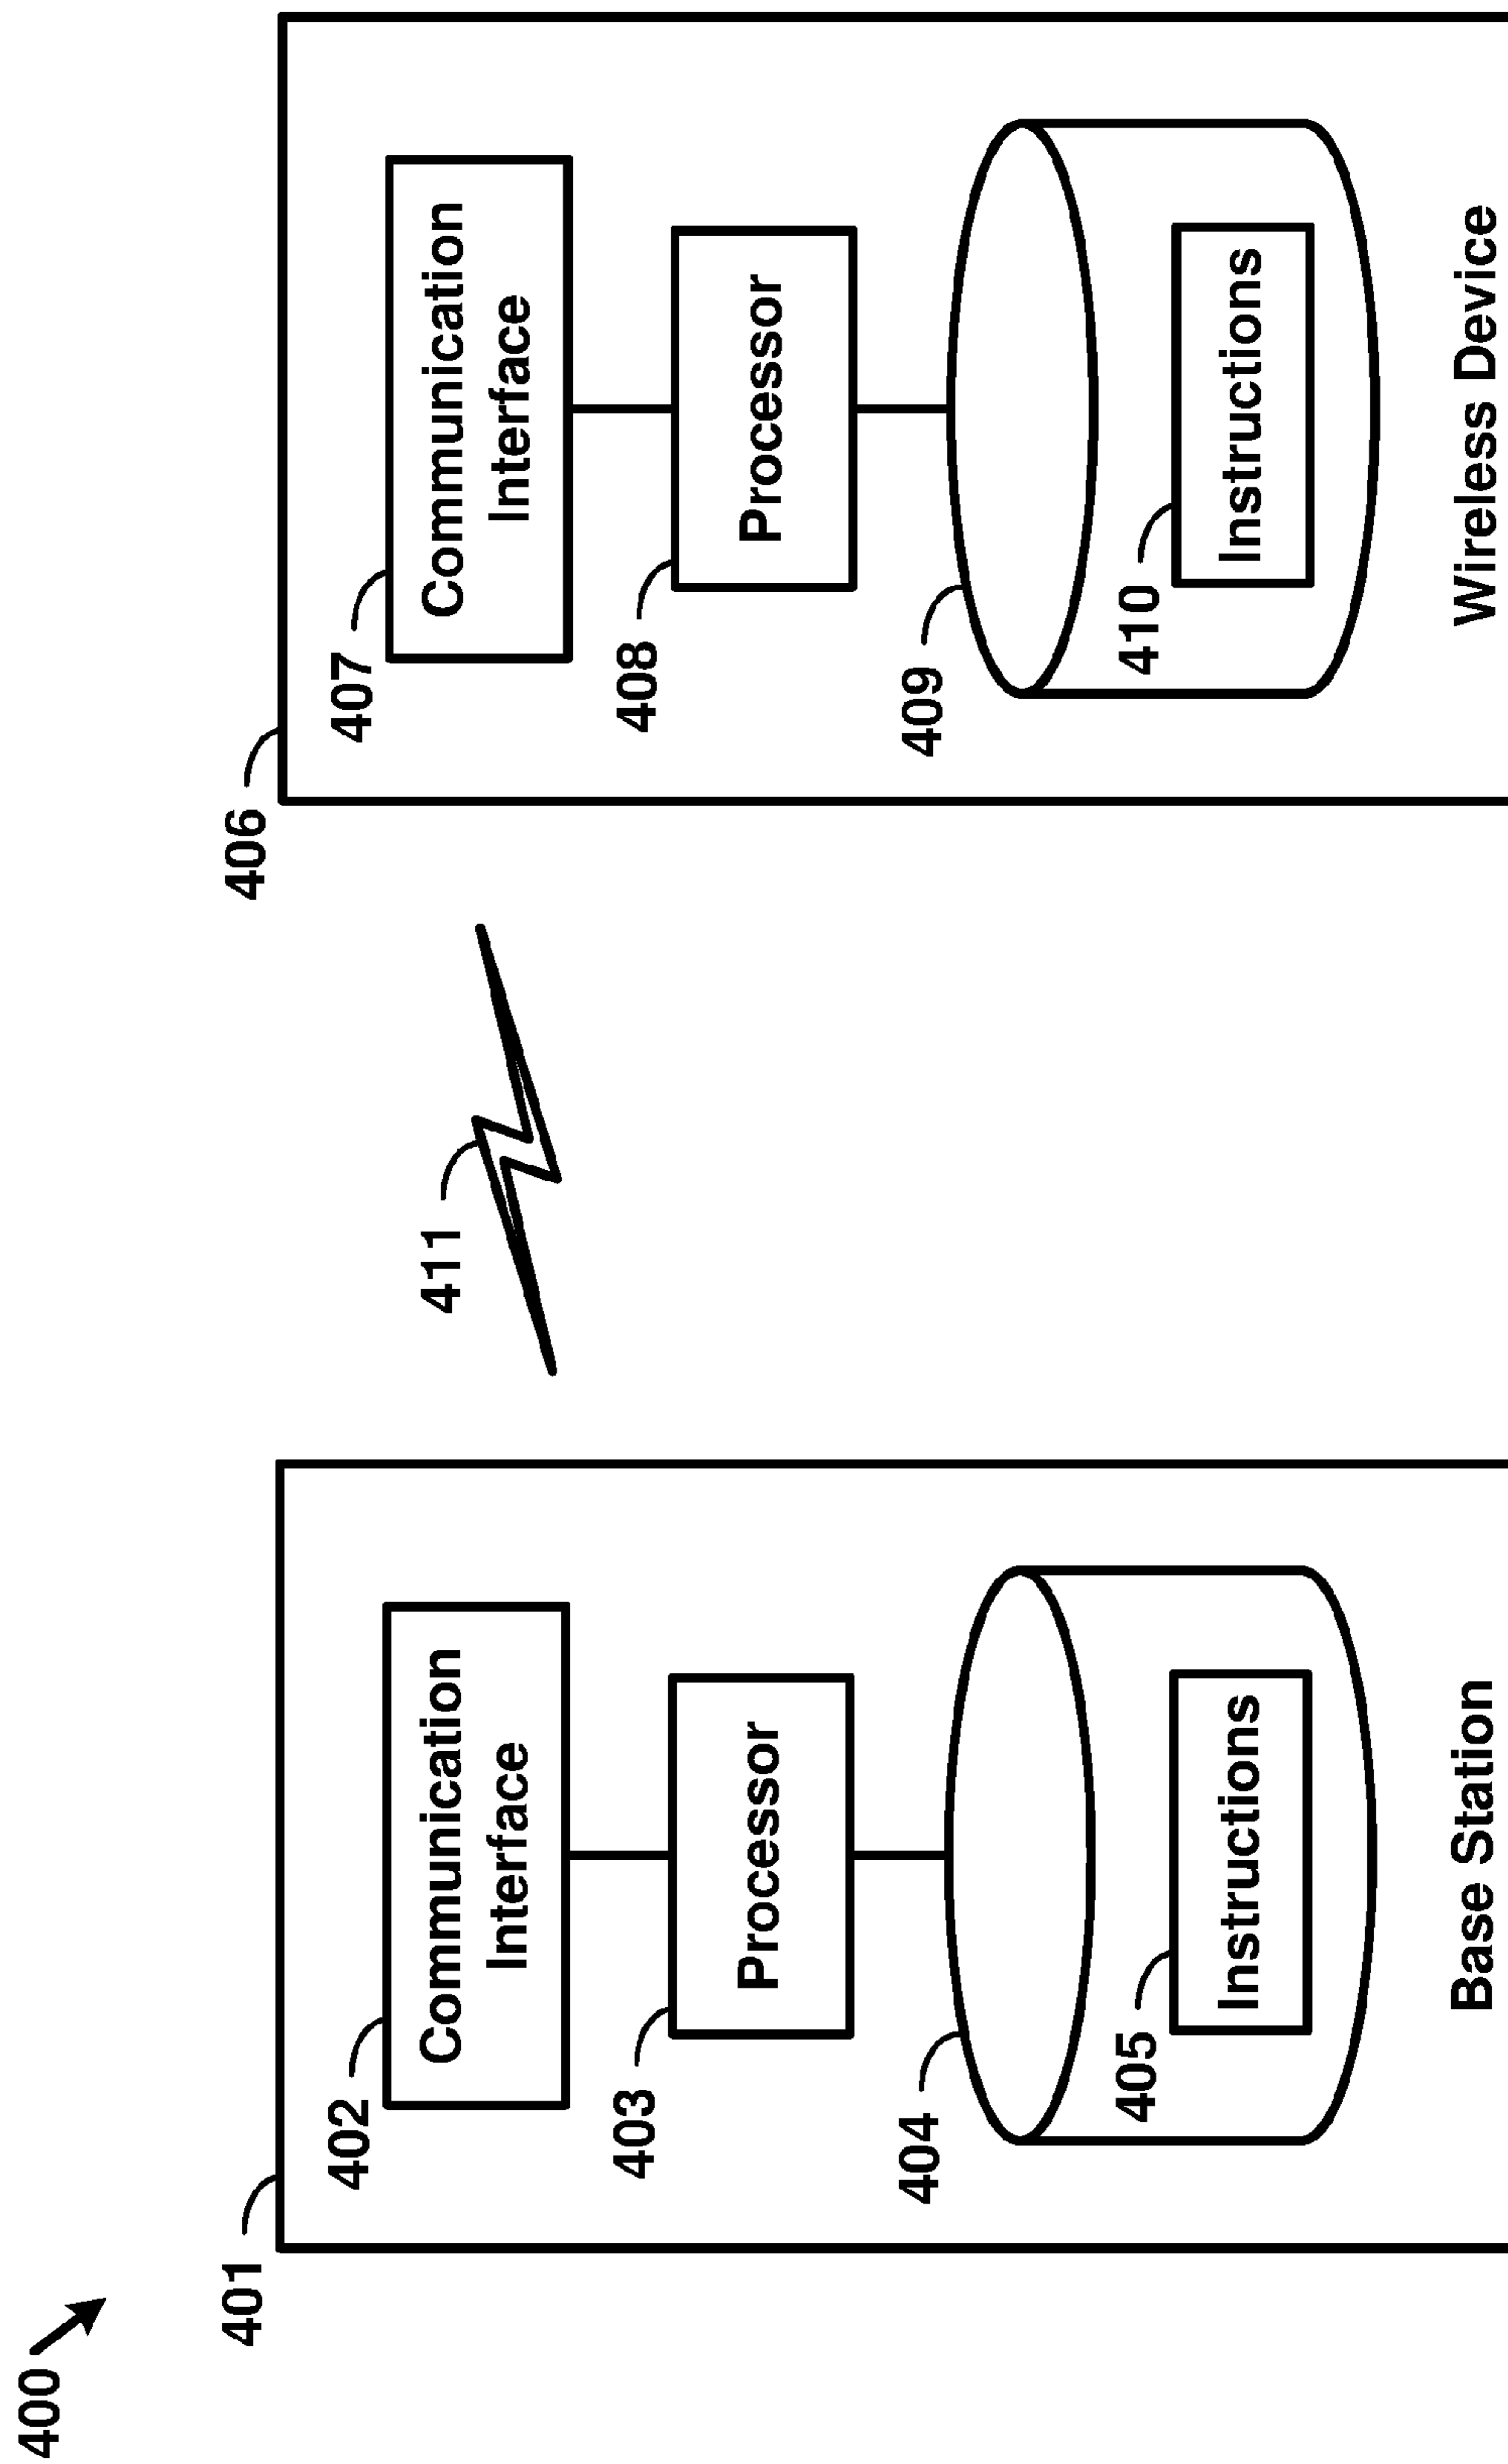 400
401
402
Communication
Interface
403
Processor
404
405
Instructions
Base Station
411
406
407
Communication
Interface
408
Processor
409
410
Instructions
Wireless Device